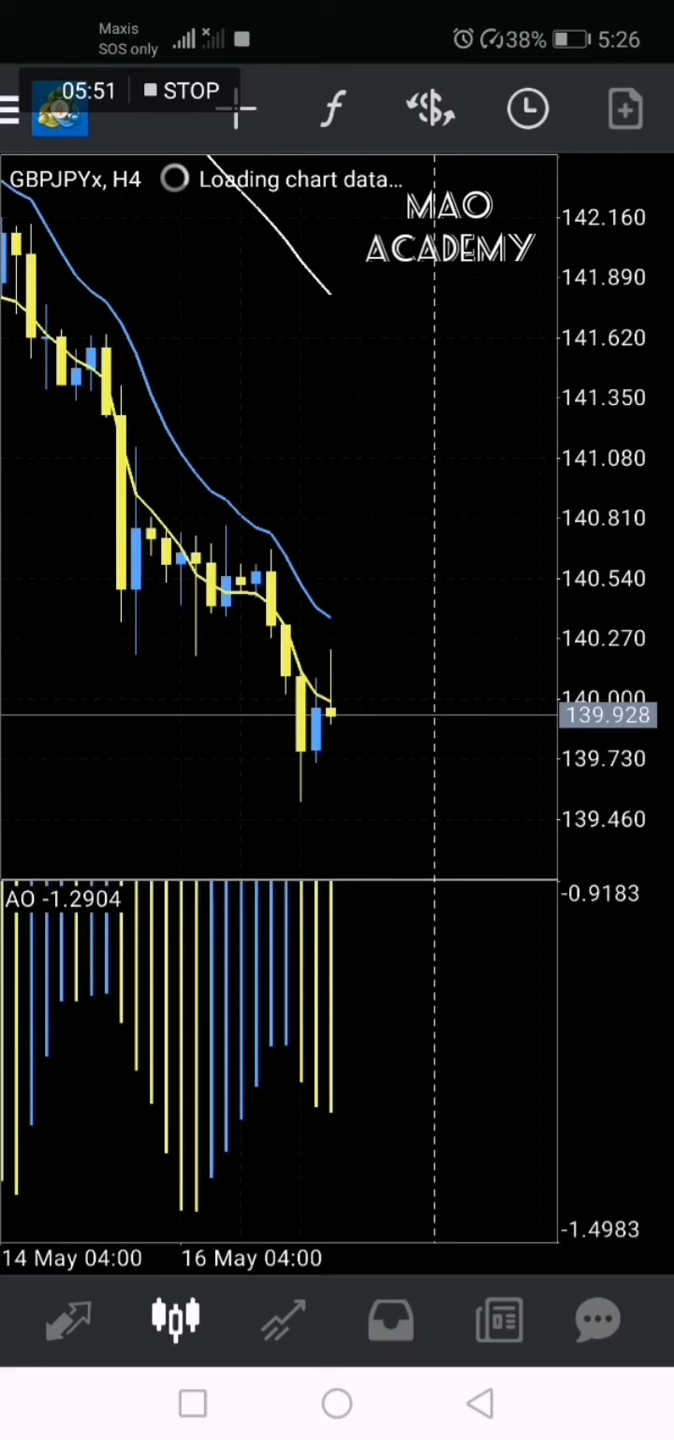 Maxis
SOS only
38% 5:26
05:51 STOP
GBPJPYx, H4 Loading chart data...
MAO
ACADEMY
142.160
141.890
141.620
141.350
141.080
140.810
140.540
140.270
140.000
139.928
139.730
139.460
AO -1.2904
-0.9183
-1.4983
14 May 04:00 16 May 04:00